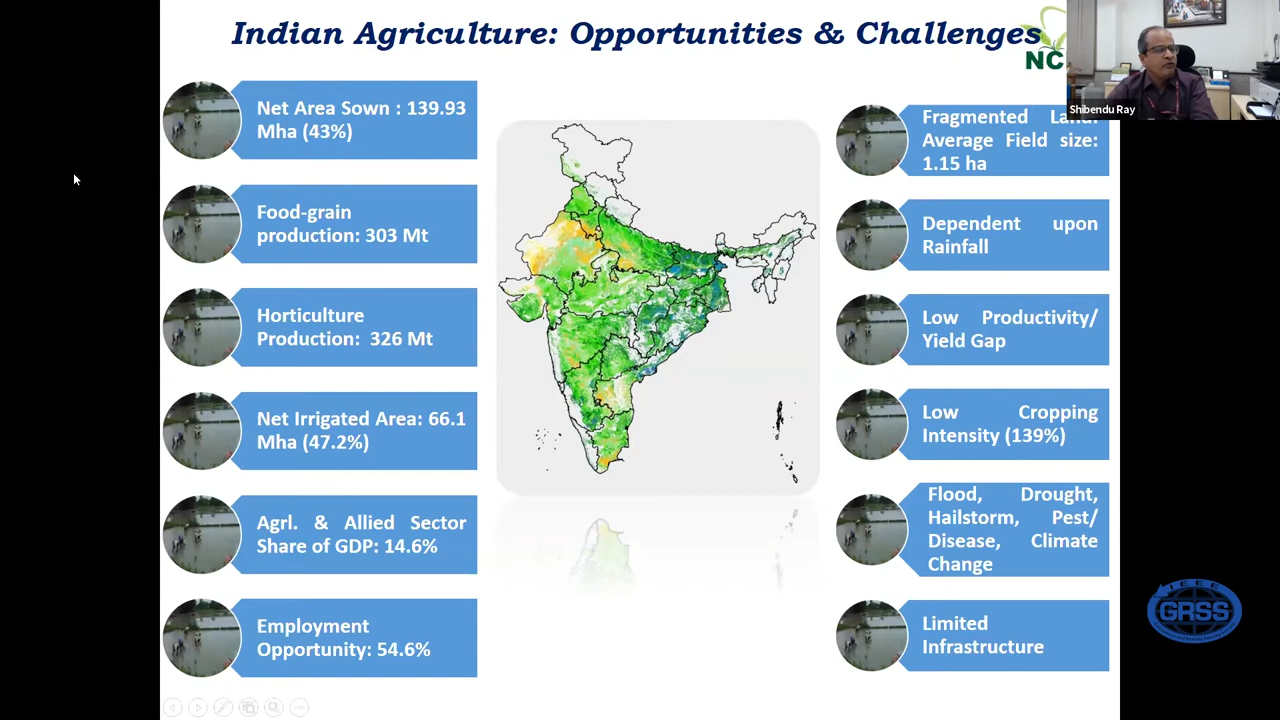 Indian Agriculture: Opportunities & Challenges
NC
Shibendu Ray
Net Area Sown : 139.93
Mha (43%)
Food-grain
production: 303 Mt
Horticulture
Production: 326 Mt
Net Irrigated Area: 66.1
Mha (47.2%)
Agrl. & Allied Sector
Share of GDP: 14.6%
Employment
Opportunity: 54.6%
Fragmented Land:
Average Field size:
1.15 ha
Dependent upon
Rainfall
Low Productivity/
Yield Gap
Low Cropping
Intensity (139%)
Flood, Drought,
Hailstorm, Pest/
Disease, Climate
Change
Limited
Infrastructure
IEEE
GRSS